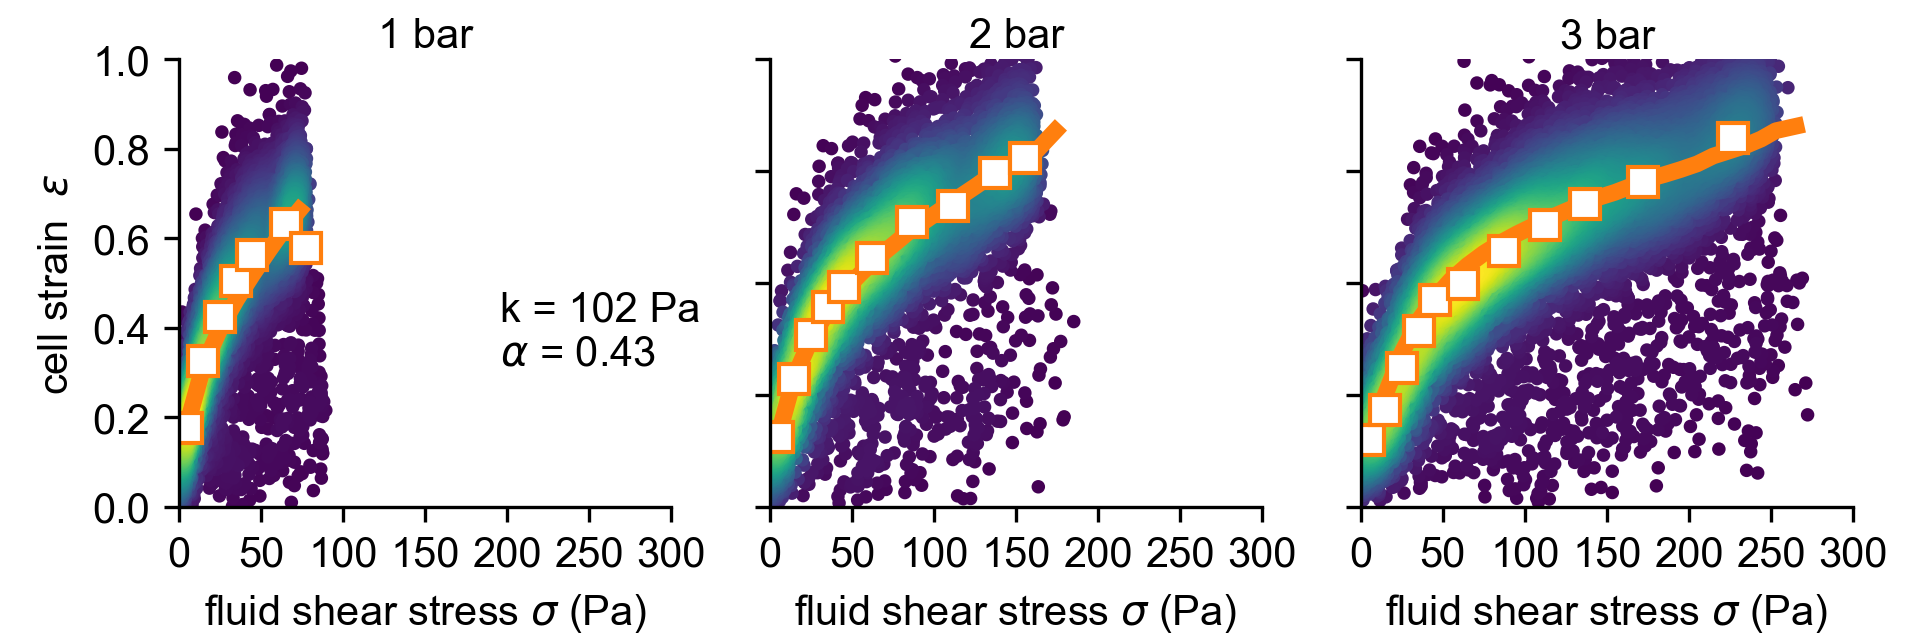 1 bar 2 bar 3 bar
1.0
0.8
0.6
0.4
0.2
0.0
cell strain ε
k = 102 Pa
α = 0.43
0 50 100 150 200 250 300 0 50 100 150 200 250 300 0 50 100 150 200 250 300
fluid shear stress σ (Pa) fluid shear stress σ (Pa) fluid shear stress σ (Pa)